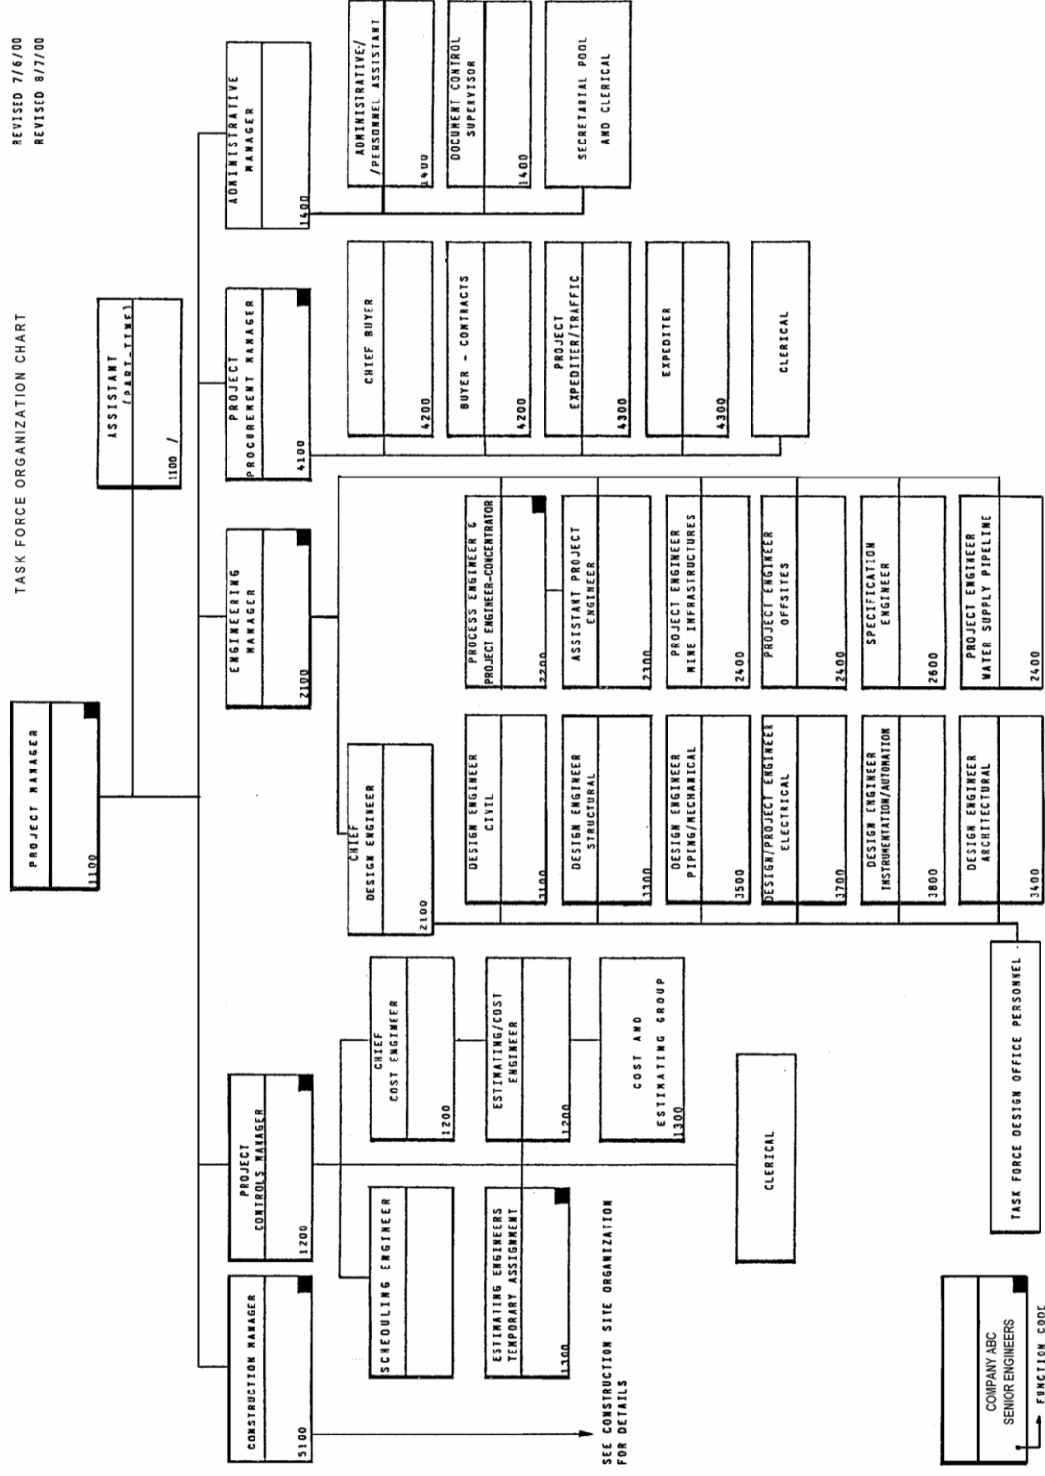 TASK FORCE ORGANIZATION CHART
REVISED 7/6/00
REVISED 8/7/00
PROJECT MANAGER
1100
ASSISTANT
(PART-TIME)
1100 /
CONSTRUCTION MANAGER
5100
PROJECT
CONTROLS MANAGER
1200
ENGINEERING
MANAGER
2100
PROJECT
PROCUREMENT MANAGER
4100
ADMINISTRATIVE
MANAGER
1400
SCHEDULING ENGINEER
CHIEF
COST ENGINEER
1200
ESTIMATING ENGINEERS
TEMPORARY ASSIGNMENT
1300
ESTIMATING/COST
ENGINEER
1200
COST AND
ESTIMATING GROUP
1300
CLERICAL
SEE CONSTRUCTION SITE ORGANIZATION
FOR DETAILS
CHIEF
DESIGN ENGINEER
2100
DESIGN ENGINEER
CIVIL
3100
DESIGN ENGINEER
STRUCTURAL
3300
DESIGN ENGINEER
PIPING/MECHANICAL
3500
DESIGN/PROJECT ENGINEER
ELECTRICAL
3700
DESIGN ENGINEER
INSTRUMENTATION/AUTOMATION
3800
DESIGN ENGINEER
ARCHITECTURAL
3400
TASK FORCE DESIGN OFFICE PERSONNEL
PROCESS ENGINEER &
PROJECT ENGINEER-CONCENTRATOR
2200
ASSISTANT PROJECT
ENGINEER
2300
PROJECT ENGINEER
MINE INFRASTRUCTURES
2400
PROJECT ENGINEER
OFFSITES
2400
SPECIFICATION
ENGINEER
2600
PROJECT ENGINEER
WATER SUPPLY PIPELINE
2400
CHIEF BUYER
4200
BUYER - CONTRACTS
4200
PROJECT
EXPEDITER/TRAFFIC
4300
EXPEDITER
4300
CLERICAL
ADMINISTRATIVE/
/PERSONNEL ASSISTANT
1400
DOCUMENT CONTROL
SUPERVISOR
1400
SECRETARIAL POOL
AND CLERICAL
COMPANY ABC
SENIOR ENGINEERS
FUNCTION CODE